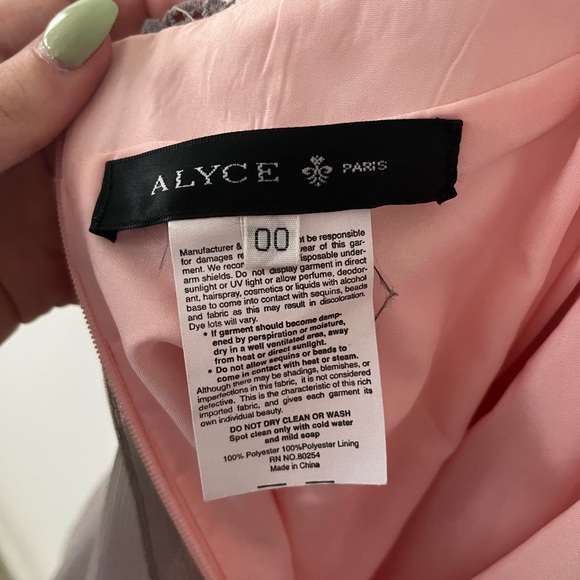 ALYCE PARIS
00
Manufacturer & nt be responsible
for damages re wear of this gar-
ment. We recor isposable under-
arm shields. Do not display garment in direct
sunlight or UV light or allow perfume, deodor-
ant, hairspray, cosmetics or liquids with alcohol
base to come into contact with sequins, beads
and fabric as this may result in discoloration.
Dye lots will vary.
• If garment should become damp-
ened by perspiration or moisture,
dry in a well ventilated area, away
from heat or direct sunlight.
• Do not allow sequins or beads to
come in contact with heat or steam.
Although there may be shadings, blemishes, or
imperfections in this fabric, it is not considered
defective. This is the characteristic of this rich
imported fabric, and gives each garment its
own individual beauty.
DO NOT DRY CLEAN OR WASH
Spot clean only with cold water
and mild soap
100% Polyester 100%Polyester Lining
RN NO.80254
Made in China